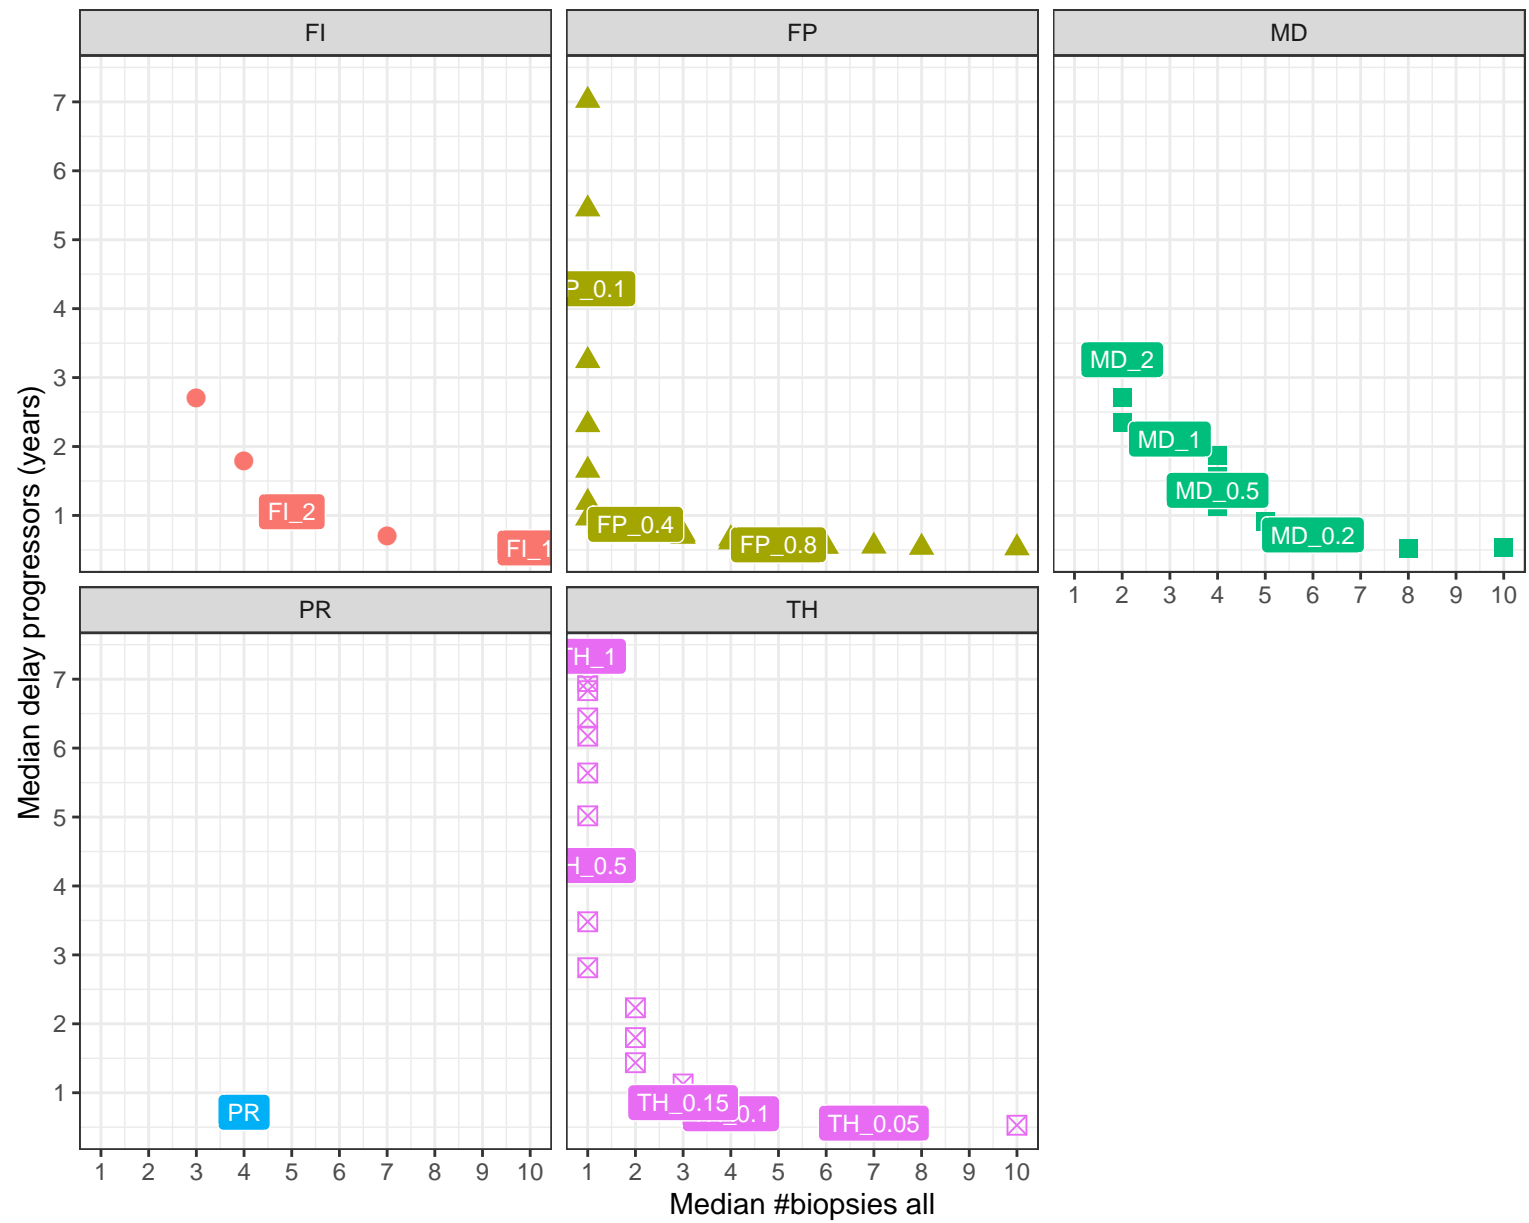 FI
FP
MD
7
6
5
4
3
2
1
FI_2
FI_1
P_0.1
FP_0.4
FP_0.8
MD_2
MD_1
MD_0.5
MD_0.2
1 2 3 4 5 6 7 8 9 10
Median delay progressors (years)
PR
TH
7
6
5
4
3
2
1
PR
TH_1
H_0.5
TH_0.15
0.1
TH_0.05
1 2 3 4 5 6 7 8 9 10
1 2 3 4 5 6 7 8 9 10
Median #biopsies all